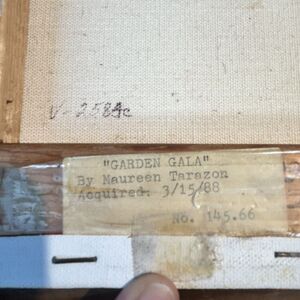 V-2584c
"GARDEN GALA"
By Maureen Tarazon
Acquired: 3/15/88
No. 145.66